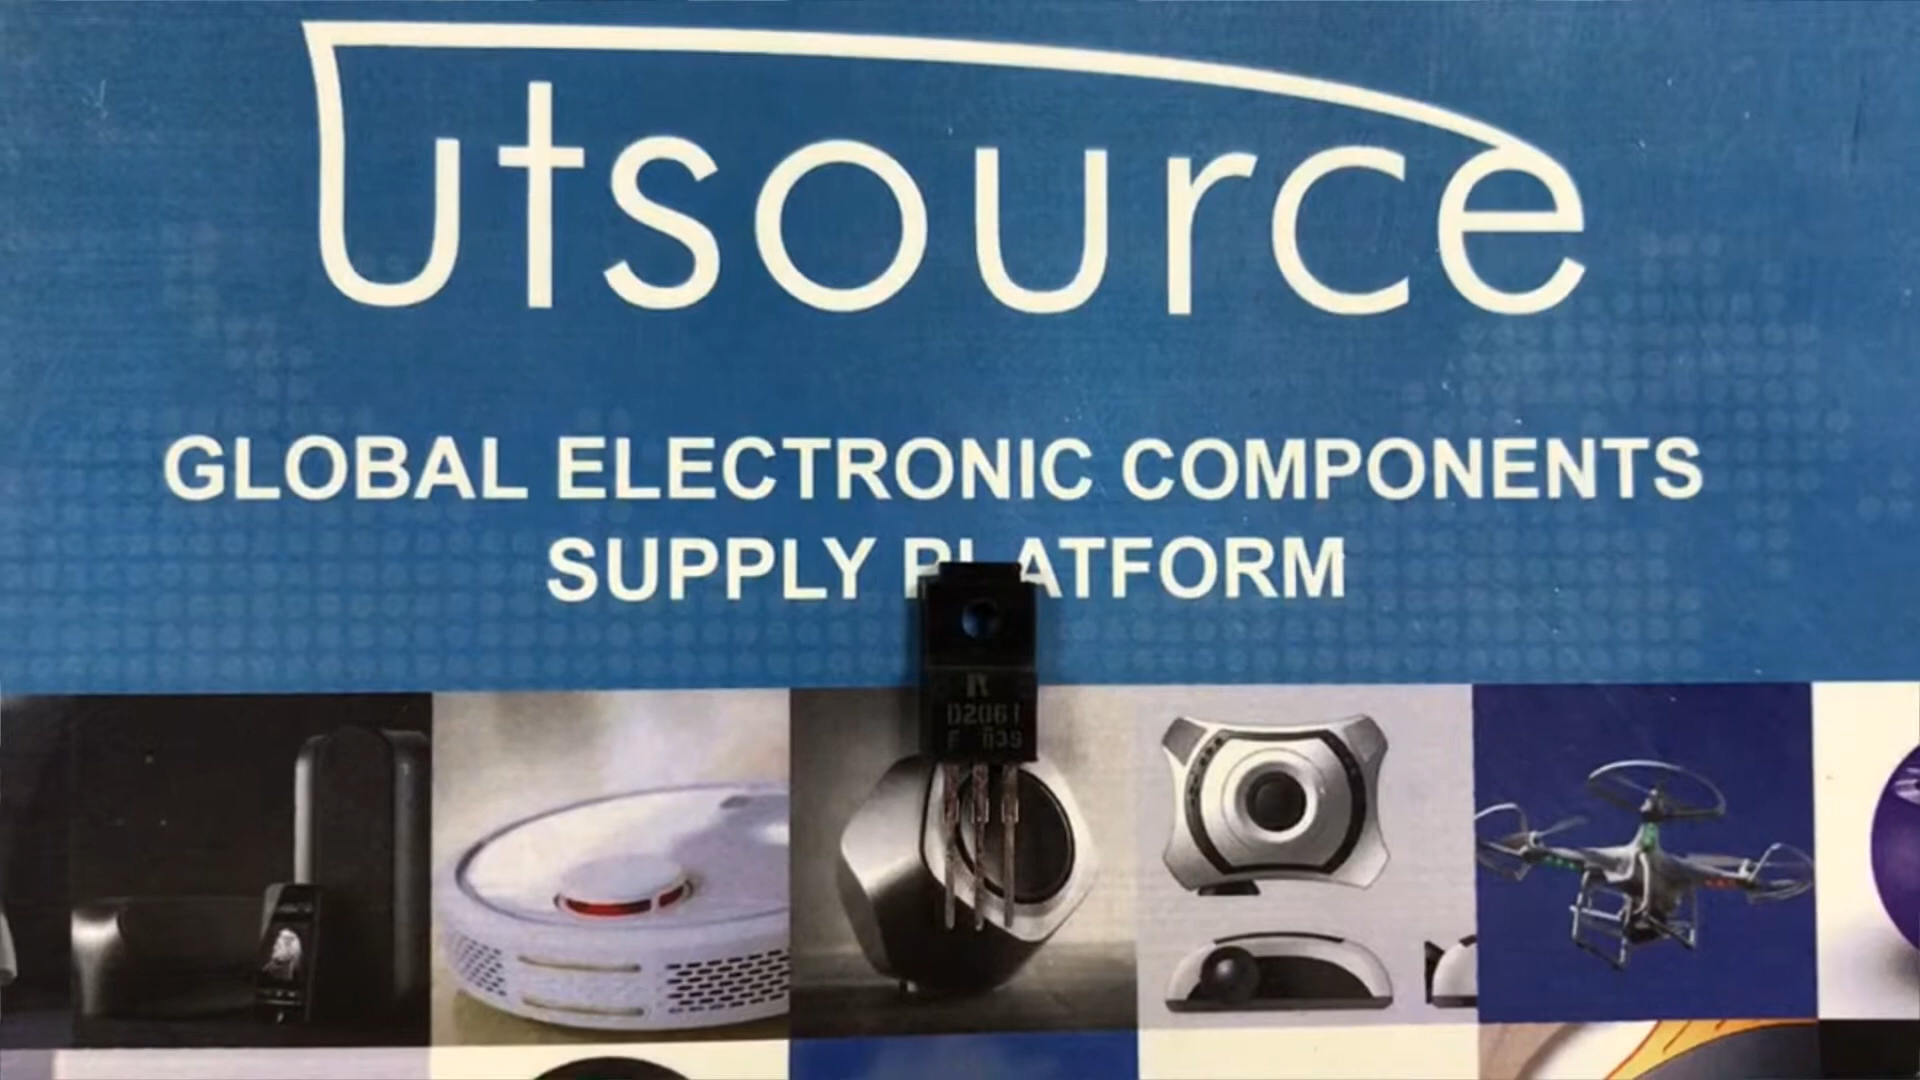 Utsource
GLOBAL ELECTRONIC COMPONENTS
SUPPLY PLATFORM
R
D2061